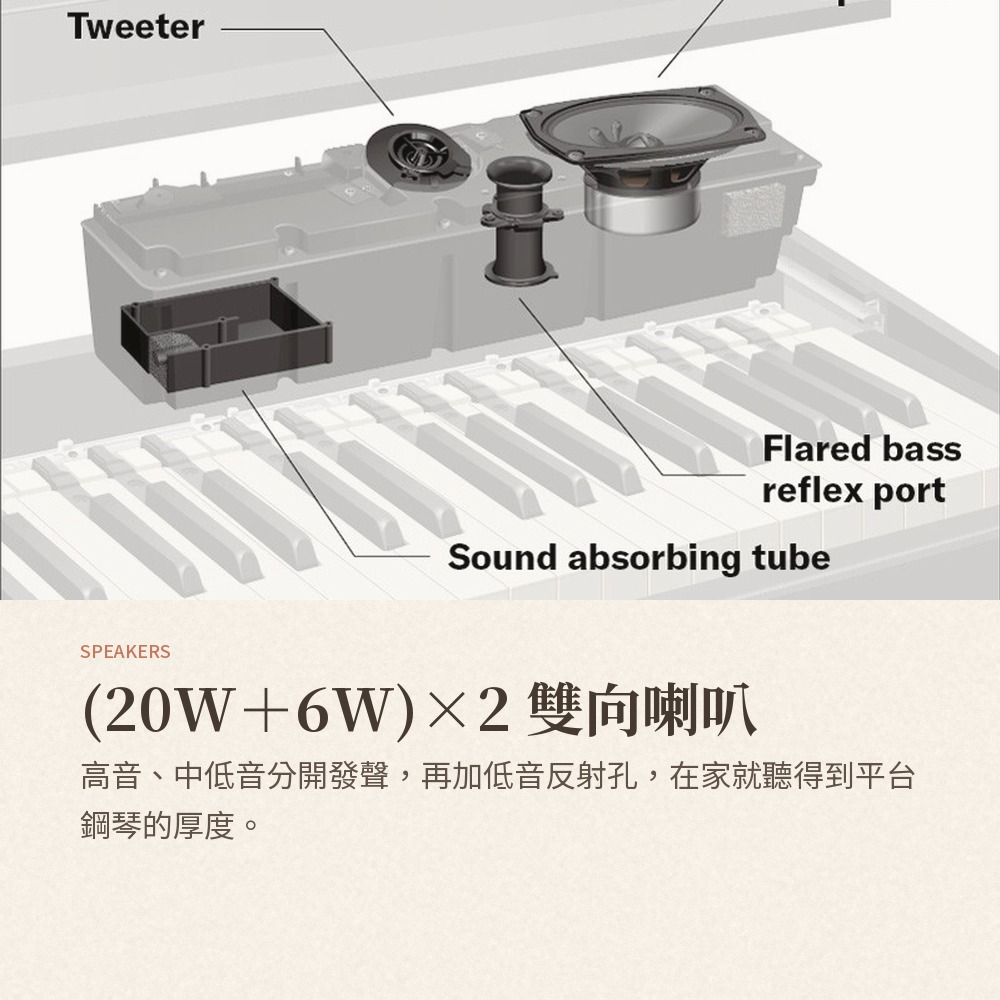 Tweeter
Flared bass
reflex port
Sound absorbing tube
SPEAKERS
(20W＋6W)×2 雙向喇叭
高音、中低音分開發聲，再加低音反射孔，在家就聽得到平台
鋼琴的厚度。